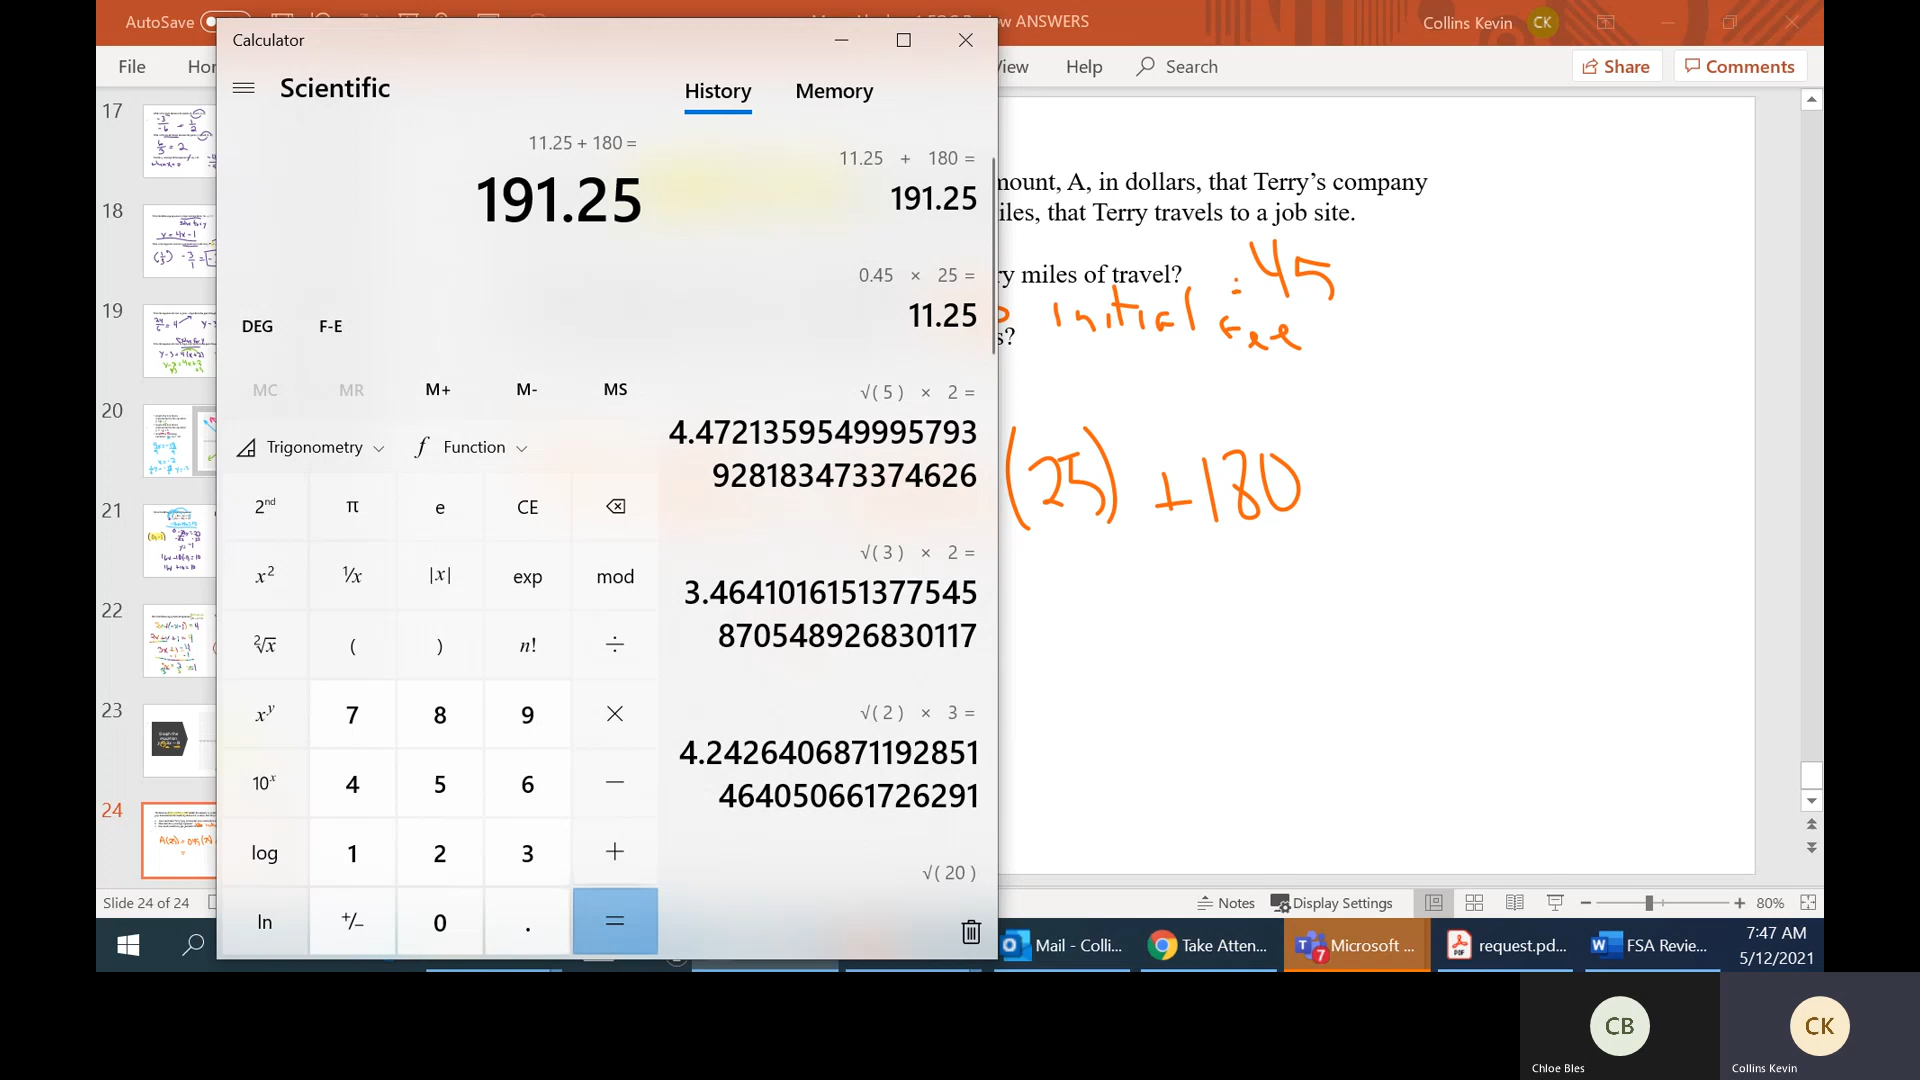 AutoSave
ANSWERS
Collins Kevin
CK
File
View
Help
Search
Share
Comments
Calculator
Scientific
History
Memory
11.25 + 180 =
191.25
11.25 + 180 =
191.25
0.45 × 25 =
11.25
√( 5 ) × 2 =
4.4721359549995793
928183473374626
√( 3 ) × 2 =
3.4641016151377545
870548926830117
√( 2 ) × 3 =
4.2426406871192851
464050661726291
√( 20 )
DEG
F-E
MC MR M+ M- MS
Trigonometry
Function
2nd π e CE
x² ¹/x |x| exp mod
²√x ( ) n! ÷
xʸ 7 8 9 ×
10ˣ 4 5 6 −
log 1 2 3 +
ln +/− 0 . =
17
18
19
20
21
22
23
24
mount, A, in dollars, that Terry’s company
iles, that Terry travels to a job site.
ry miles of travel?
.45
initial fee
s?
(25) +180
Slide 24 of 24
Notes
Display Settings
80%
Mail - Colli...
Take Atten...
7
Microsoft ...
request.pd...
FSA Revie...
7:47 AM
5/12/2021
CB
Chloe Bles
CK
Collins Kevin